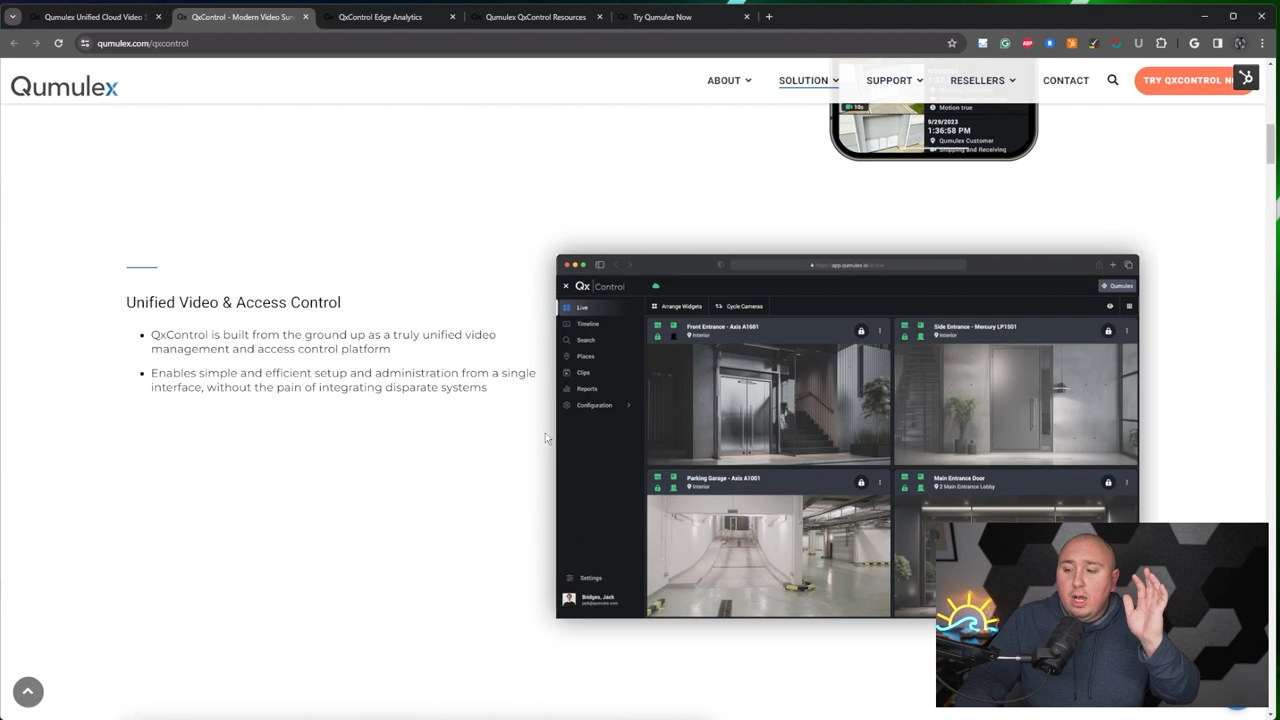 Qumulex Unified Cloud Video S
QxControl - Modern Video Sur
QxControl Edge Analytics
Qumulex QxControl Resources
Try Qumulex Now
qumulex.com/qxcontrol
Qumulex
ABOUT
SOLUTION
SUPPORT
RESELLERS
CONTACT
TRY QXCONTROL N
10s
Motion true
9/29/2023
1:36:58 PM
Qumulex Customer
Shipping and Receiving
Unified Video & Access Control
• QxControl is built from the ground up as a truly unified video
management and access control platform
• Enables simple and efficient setup and administration from a single
interface, without the pain of integrating disparate systems
Qx | Control
Qumulex
Live
Timeline
Search
Places
Clips
Reports
Configuration
Settings
Bridges, Jack
jack@qumulex.com
Arrange Widgets
Cycle Cameras
Front Entrance - Axis A1601
Interior
Side Entrance - Mercury LP1501
Interior
Parking Garage - Axis A1001
Interior
Main Entrance Door
2 Main Entrance Lobby